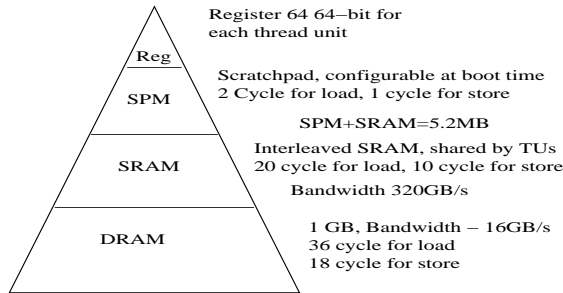 Register 64 64−bit for
each thread unit
Reg
Scratchpad, configurable at boot time
2 Cycle for load, 1 cycle for store
SPM
SPM+SRAM=5.2MB
Interleaved SRAM, shared by TUs
20 cycle for load, 10 cycle for store
SRAM
Bandwidth 320GB/s
1 GB, Bandwidth − 16GB/s
36 cycle for load
18 cycle for store
DRAM